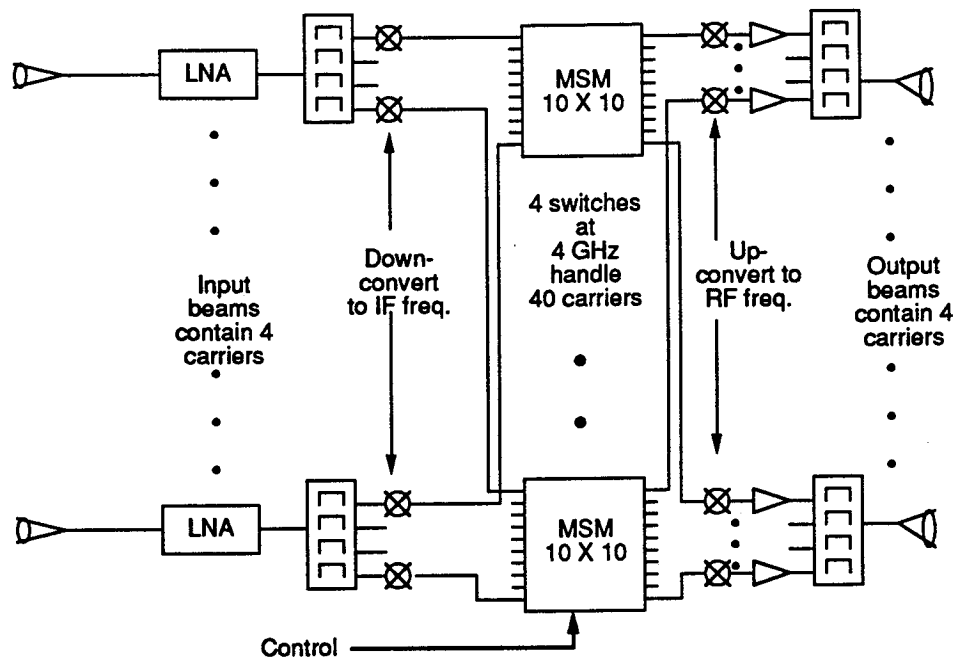 LNA
MSM
10 X 10
4 switches
at
4 GHz
handle
40 carriers
Down-
convert
to IF freq.
Up-
convert to
RF freq.
Input
beams
contain 4
carriers
Output
beams
contain 4
carriers
LNA
MSM
10 X 10
Control